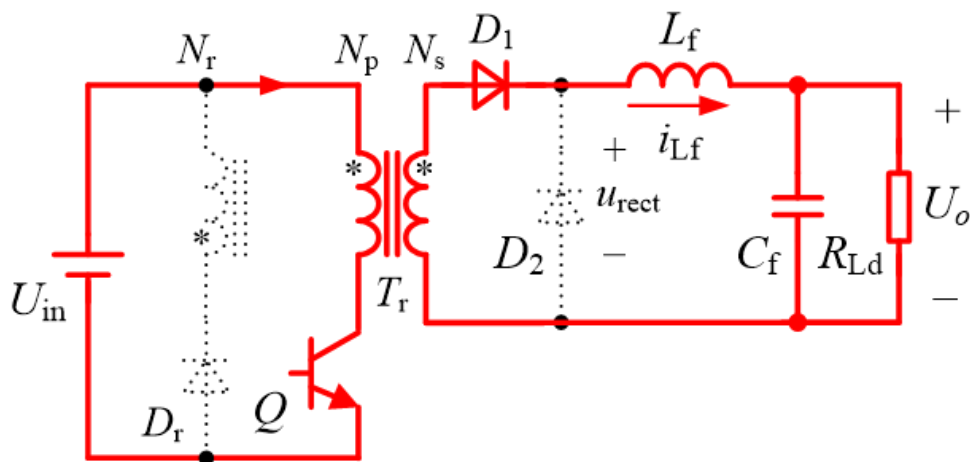 Nr
Np
Ns
D1
Lf
*
*
+
iLf
+
*
urect
Uo
D2
−
Cf
RLd
Uin
Tr
−
Dr
Q